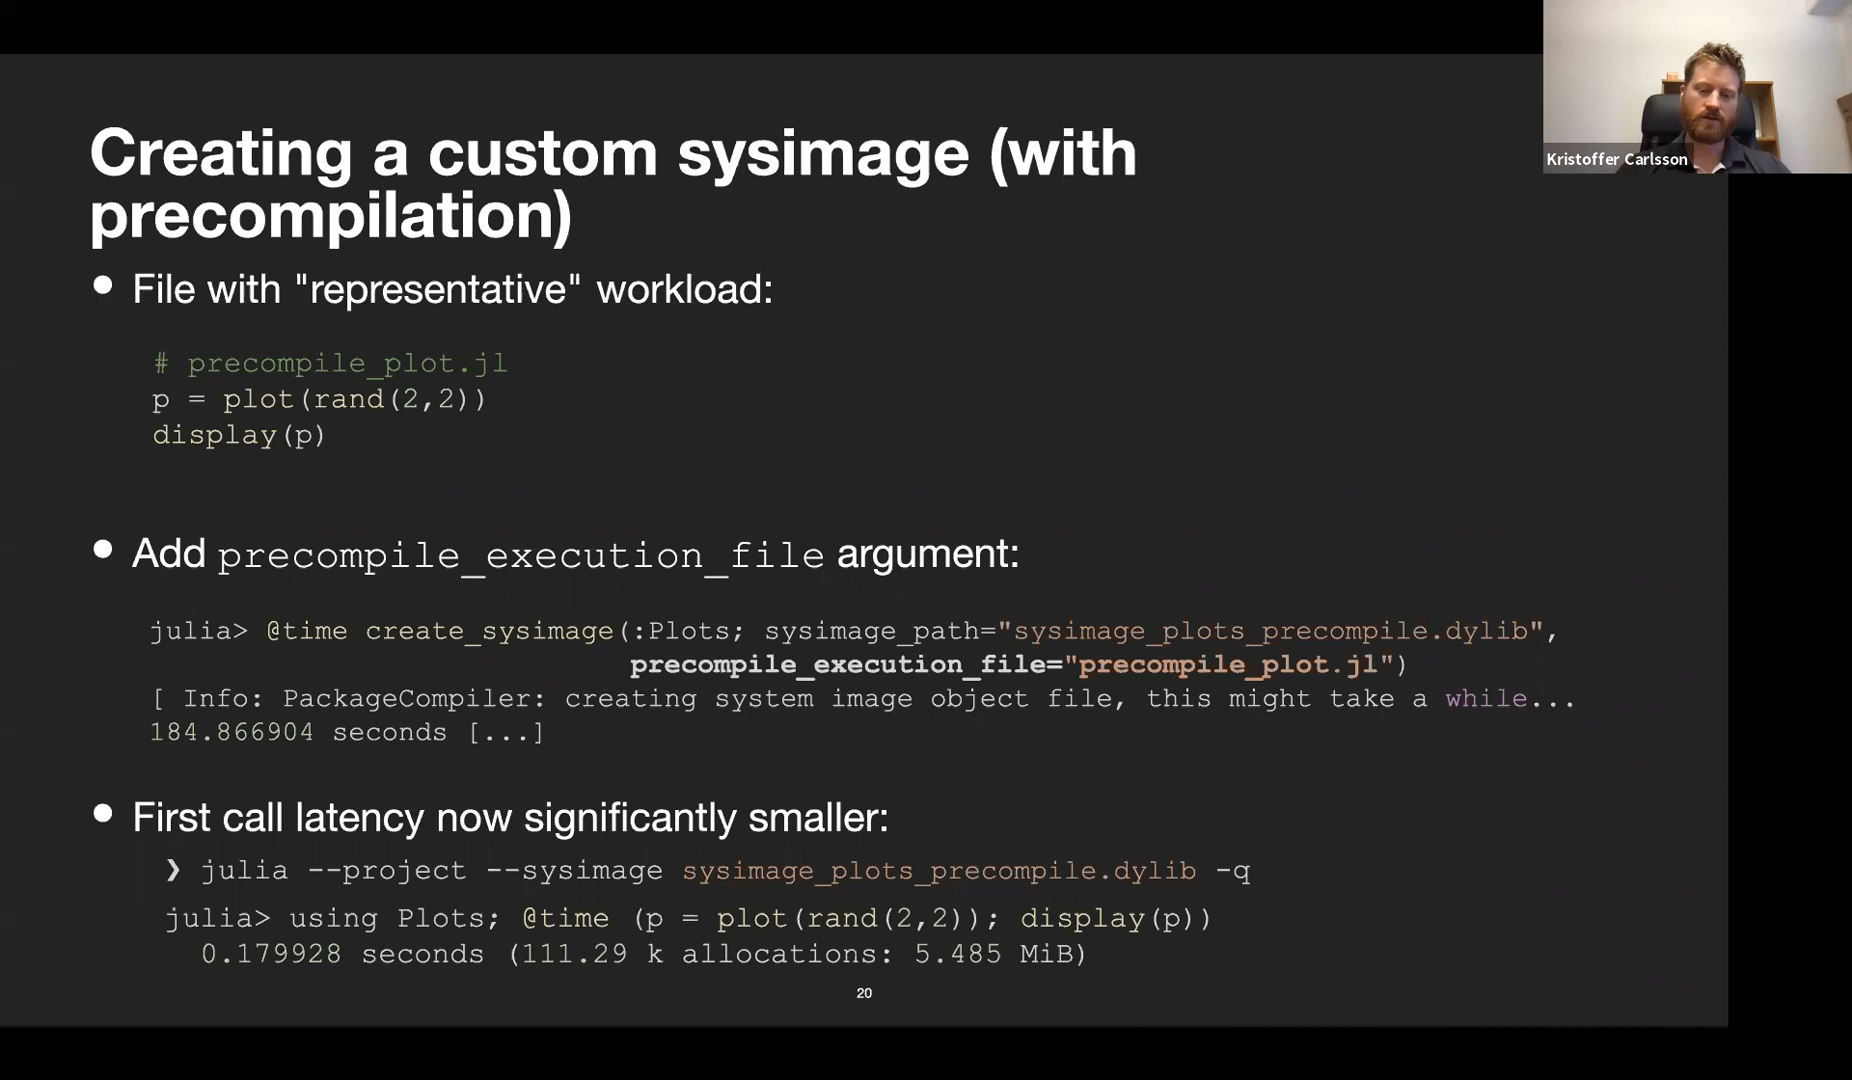 Kristoffer Carlsson
Creating a custom sysimage (with
precompilation)
● File with "representative" workload:
# precompile_plot.jl
p = plot(rand(2,2))
display(p)
● Add precompile_execution_file argument:
julia> @time create_sysimage(:Plots; sysimage_path="sysimage_plots_precompile.dylib",
precompile_execution_file="precompile_plot.jl")
[ Info: PackageCompiler: creating system image object file, this might take a while...
184.866904 seconds [...]
● First call latency now significantly smaller:
❯ julia --project --sysimage sysimage_plots_precompile.dylib -q
julia> using Plots; @time (p = plot(rand(2,2)); display(p))
0.179928 seconds (111.29 k allocations: 5.485 MiB)
20